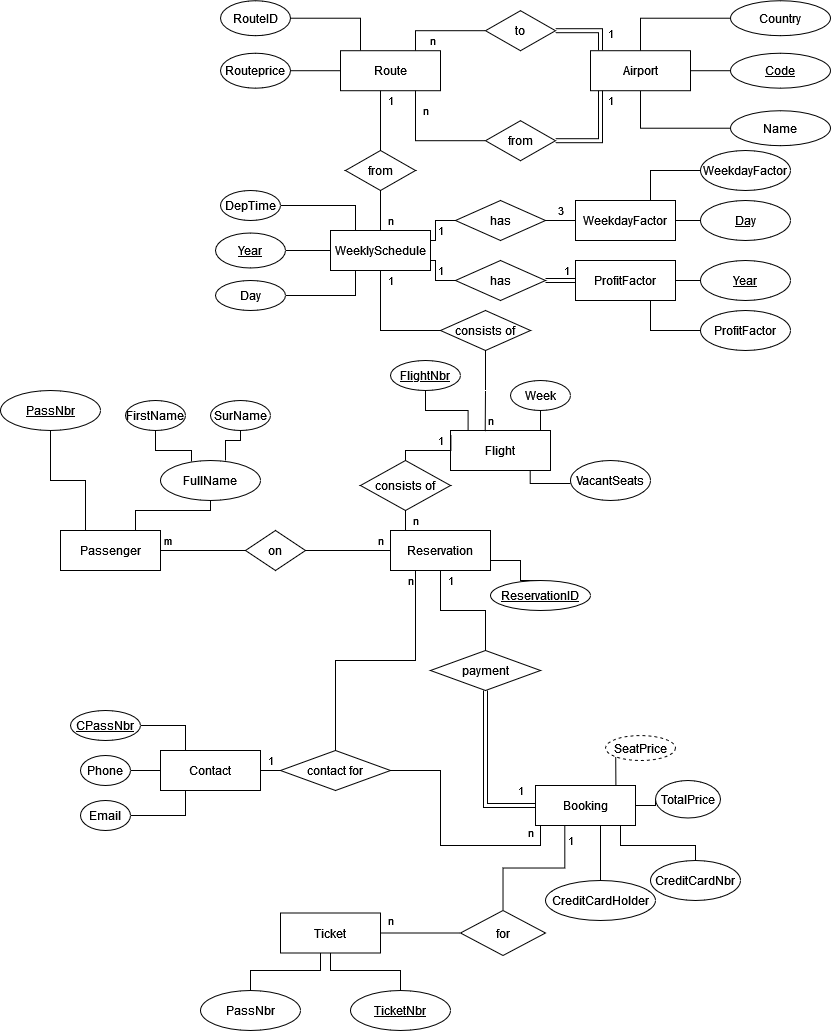 RouteID
Country
n
to
1
Routeprice
Route
Airport
Code
1
n
1
from
Name
from
WeekdayFactor
DepTime
n
1
has
3
WeekdayFactor
Day
Year
WeeklySchedule
1
has
1
ProfitFactor
Year
Day
1
consists of
ProfitFactor
FlightNbr
Week
PassNbr
FirstName
SurName
n
1
Flight
FullName
consists of
VacantSeats
n
Passenger
m
on
n
Reservation
n
1
ReservationID
payment
CPassNbr
SeatPrice
Phone
Contact
1
contact for
1
Booking
TotalPrice
Email
n
1
CreditCardNbr
CreditCardHolder
Ticket
n
for
PassNbr
TicketNbr